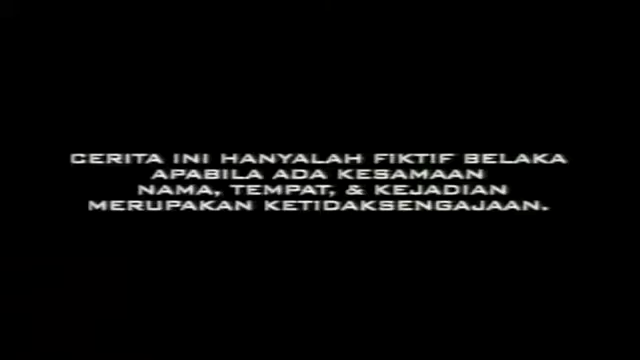 CERITA INI HANYALAH FIKTIF BELAKA
APABILA ADA KESAMAAN
NAMA, TEMPAT, & KEJADIAN
MERUPAKAN KETIDAKSENGAJAAN.